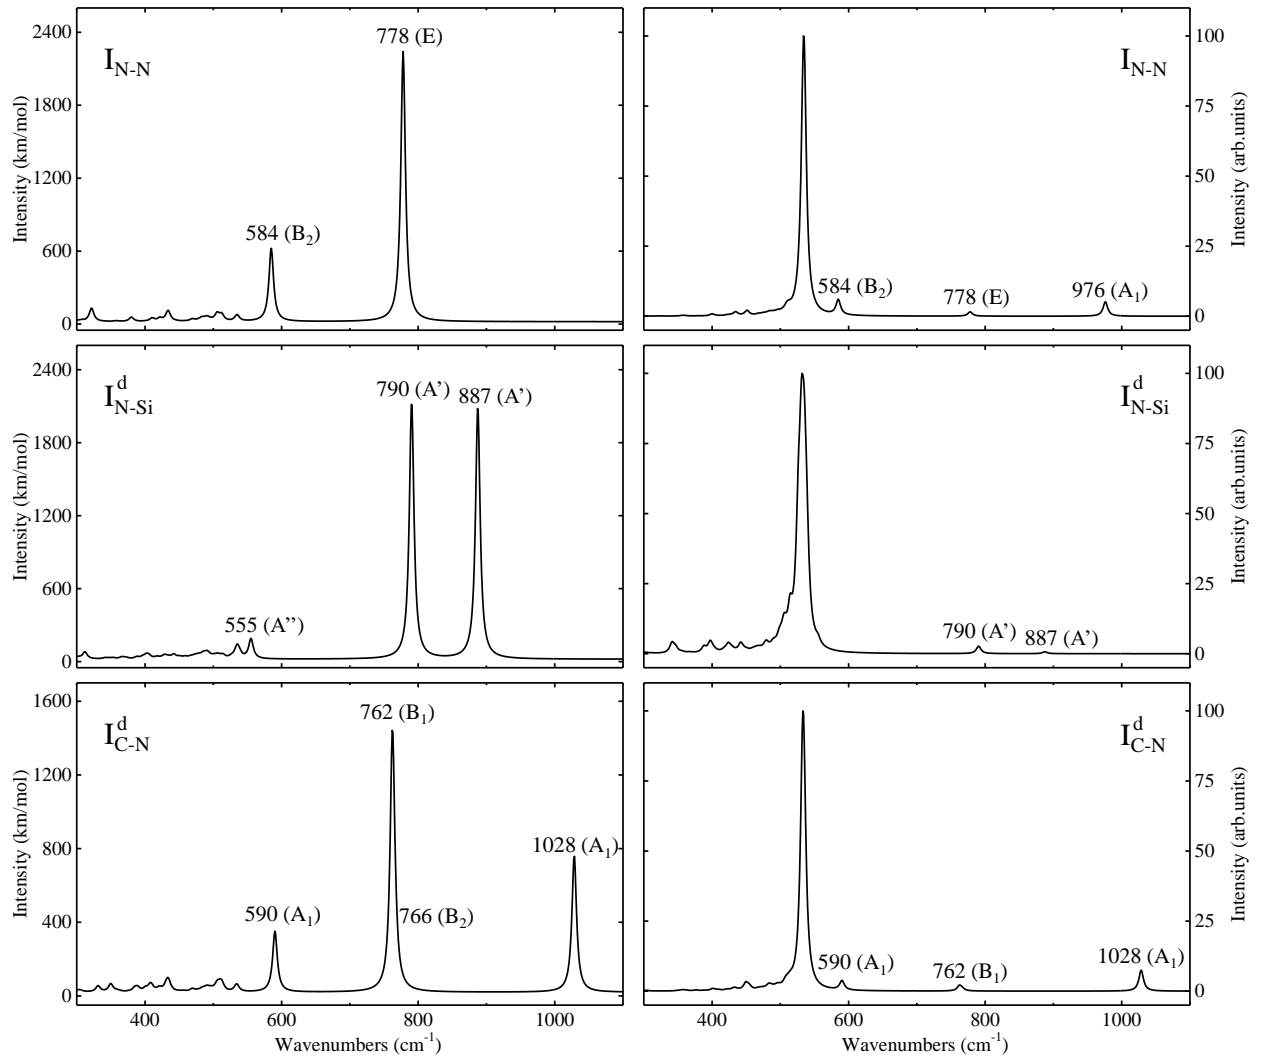 2400
1800
1200
600
0
Intensity (km/mol)
I_N-N
584 (B_2)
778 (E)
I_N-N
584 (B_2)
778 (E)
976 (A_1)
100
75
50
25
0
Intensity (arb.units)
2400
1800
1200
600
0
Intensity (km/mol)
I^d_N-Si
555 (A’’)
790 (A’)
887 (A’)
I^d_N-Si
790 (A’)
887 (A’)
100
75
50
25
0
Intensity (arb.units)
1600
1200
800
400
0
Intensity (km/mol)
I^d_C-N
590 (A_1)
762 (B_1)
766 (B_2)
1028 (A_1)
I^d_C-N
590 (A_1)
762 (B_1)
1028 (A_1)
100
75
50
25
0
Intensity (arb.units)
400 600 800 1000
Wavenumbers (cm^-1)
400 600 800 1000
Wavenumbers (cm^-1)